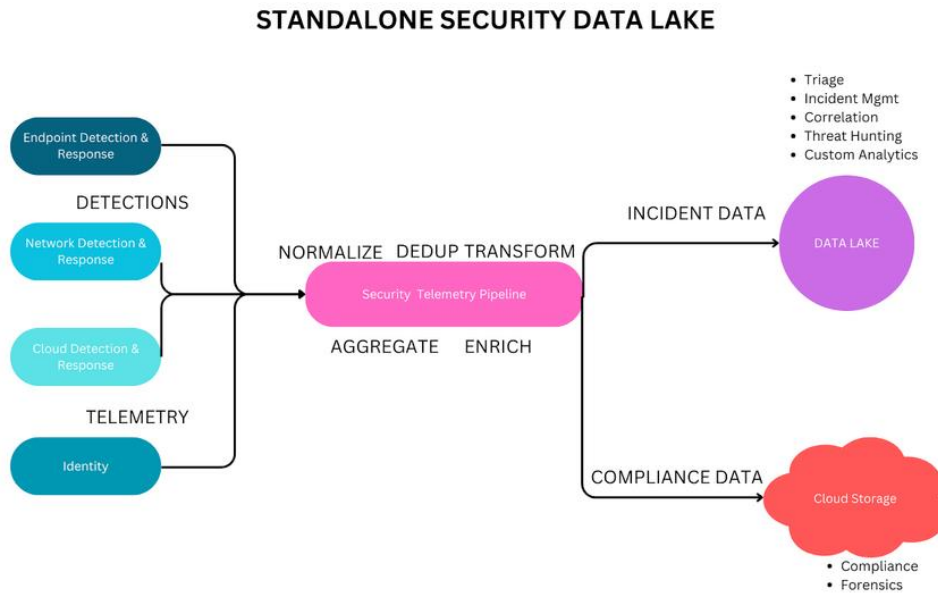 STANDALONE SECURITY DATA LAKE
Triage
Incident Mgmt
Correlation
Threat Hunting
Custom Analytics
Endpoint Detection &
Response
DETECTIONS
Network Detection &
Response
Cloud Detection &
Response
TELEMETRY
Identity
NORMALIZE DEDUP TRANSFORM
Security Telemetry Pipeline
AGGREGATE ENRICH
INCIDENT DATA
DATA LAKE
COMPLIANCE DATA
Cloud Storage
Compliance
Forensics